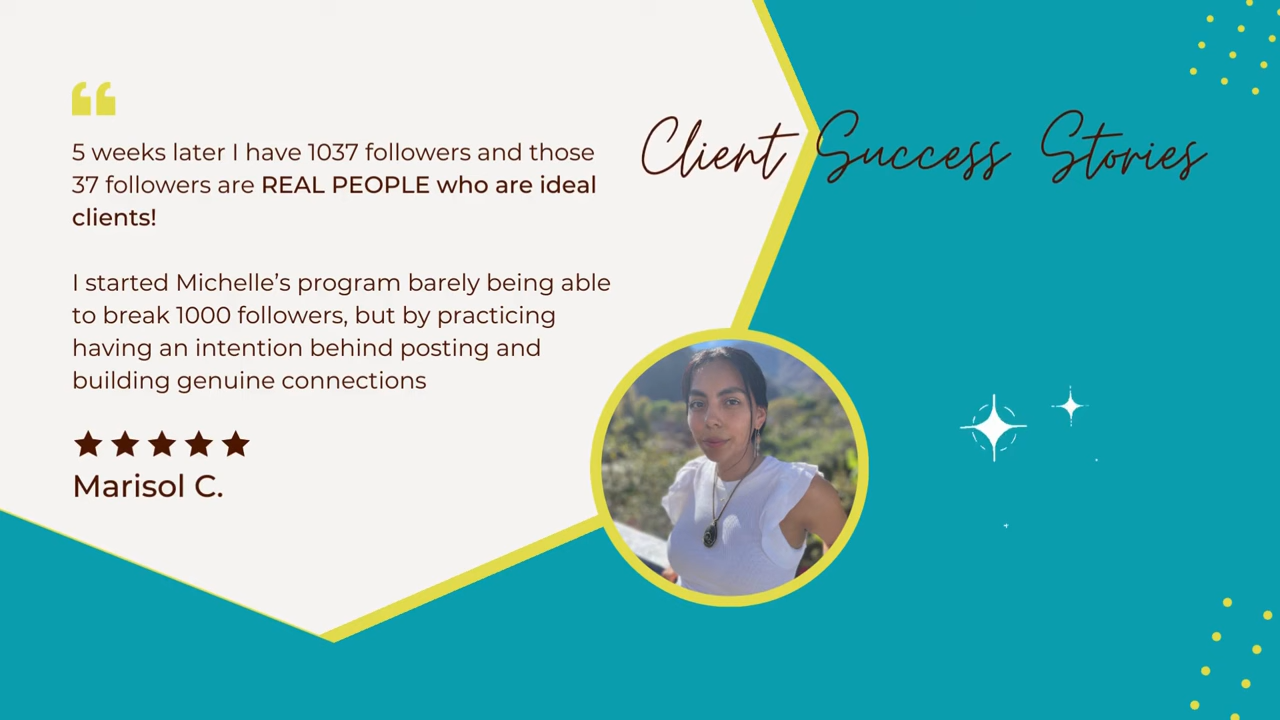 Client Success Stories
“
5 weeks later I have 1037 followers and those
37 followers are REAL PEOPLE who are ideal
clients!
I started Michelle’s program barely being able
to break 1000 followers, but by practicing
having an intention behind posting and
building genuine connections
Marisol C.